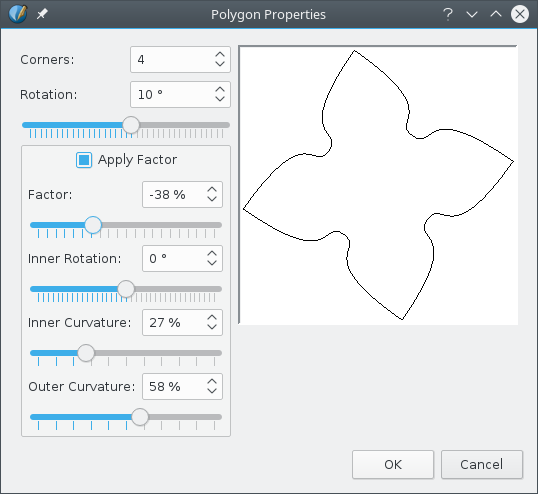 Polygon Properties
Corners: 4
Rotation: 10 °
Apply Factor
Factor: -38 %
Inner Rotation: 0 °
Inner Curvature: 27 %
Outer Curvature: 58 %
OK Cancel